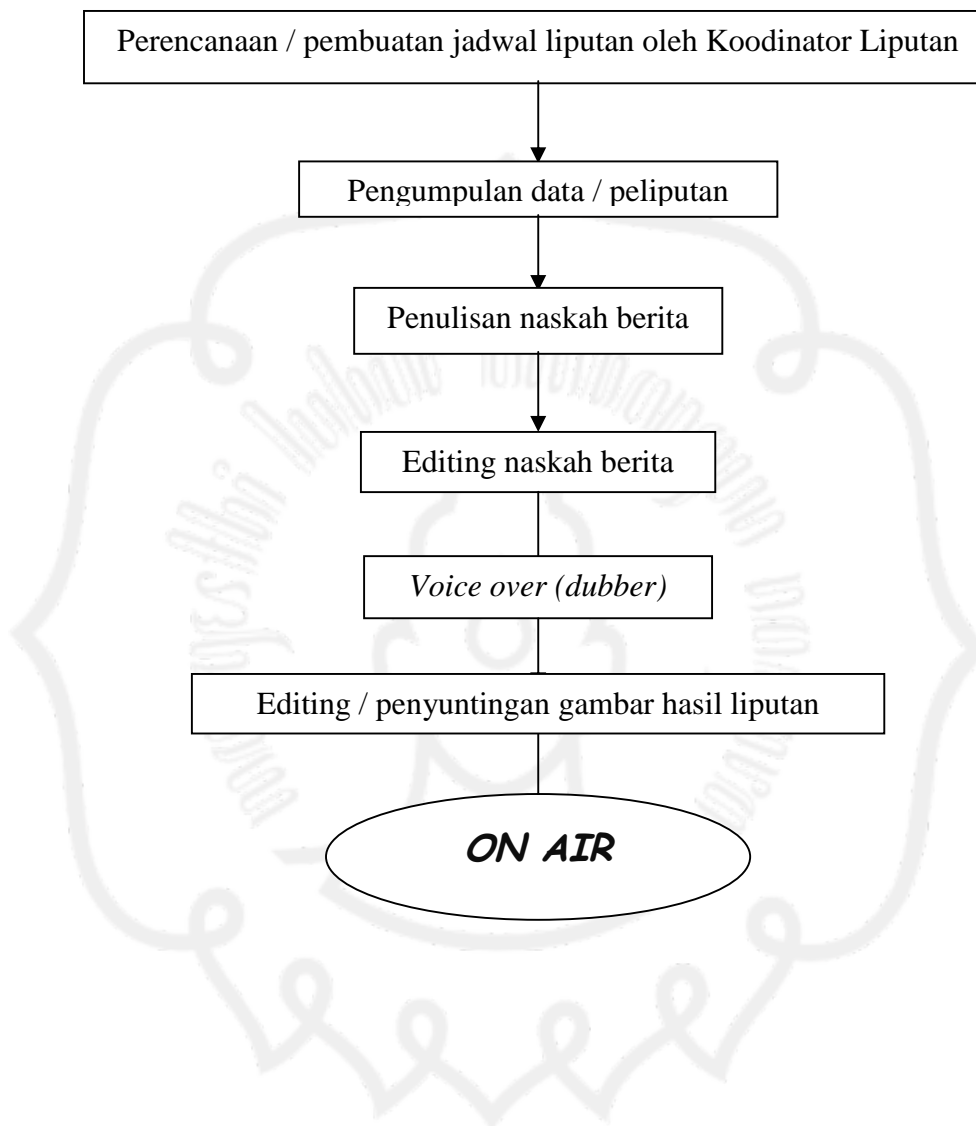 Perencanaan / pembuatan jadwal liputan oleh Koodinator Liputan
Pengumpulan data / peliputan
Penulisan naskah berita
Editing naskah berita
Voice over (dubber)
Editing / penyuntingan gambar hasil liputan
ON AIR